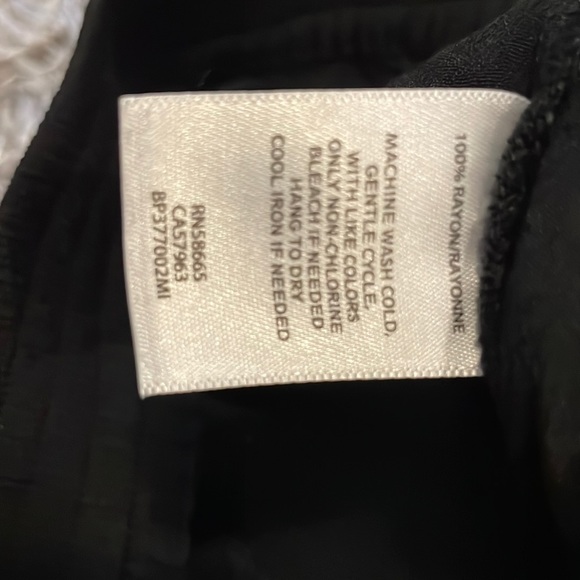 100% RAYON/RAYONNE
MACHINE WASH COLD,
GENTLE CYCLE,
WITH LIKE COLORS
ONLY NON-CHLORINE
BLEACH IF NEEDED
HANG TO DRY
COOL IRON IF NEEDED
RN58665
CA57963
BP377002MI